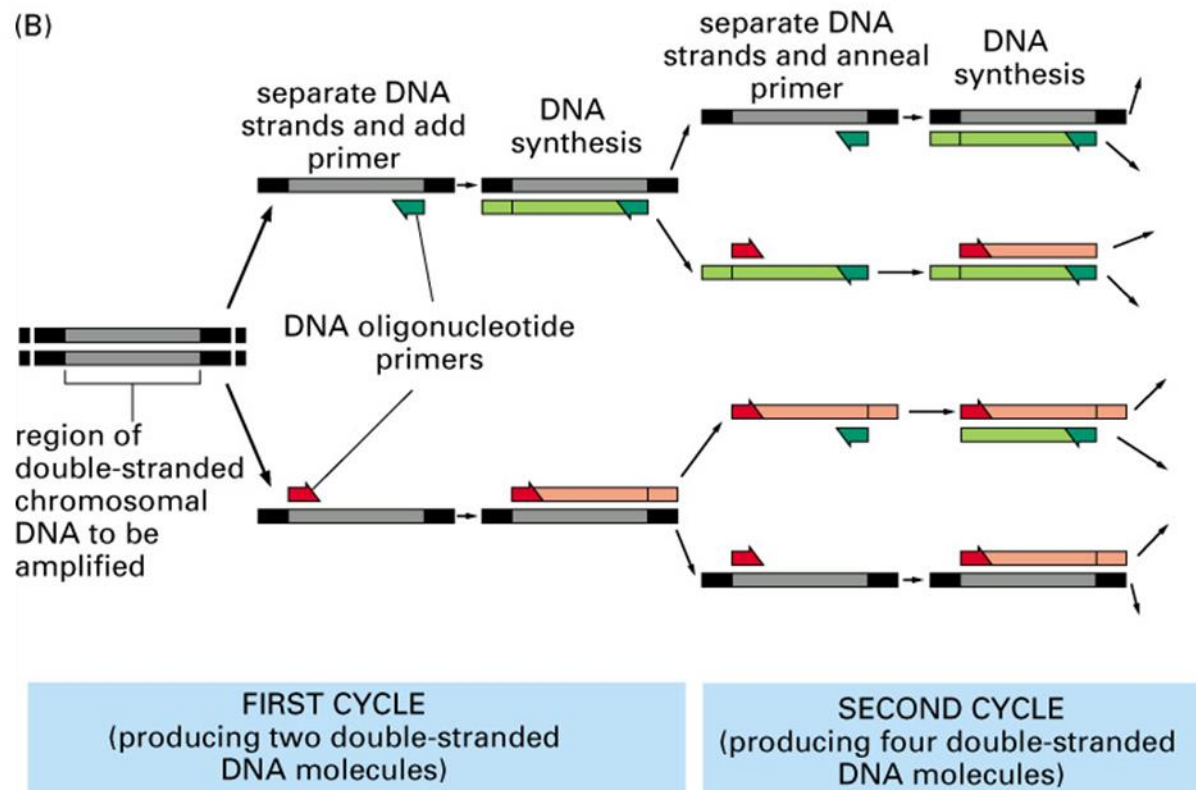 (B)
separate DNA
strands and add
primer
DNA
synthesis
separate DNA
strands and anneal
primer
DNA
synthesis
DNA oligonucleotide
primers
region of
double-stranded
chromosomal
DNA to be
amplified
FIRST CYCLE
(producing two double-stranded
DNA molecules)
SECOND CYCLE
(producing four double-stranded
DNA molecules)